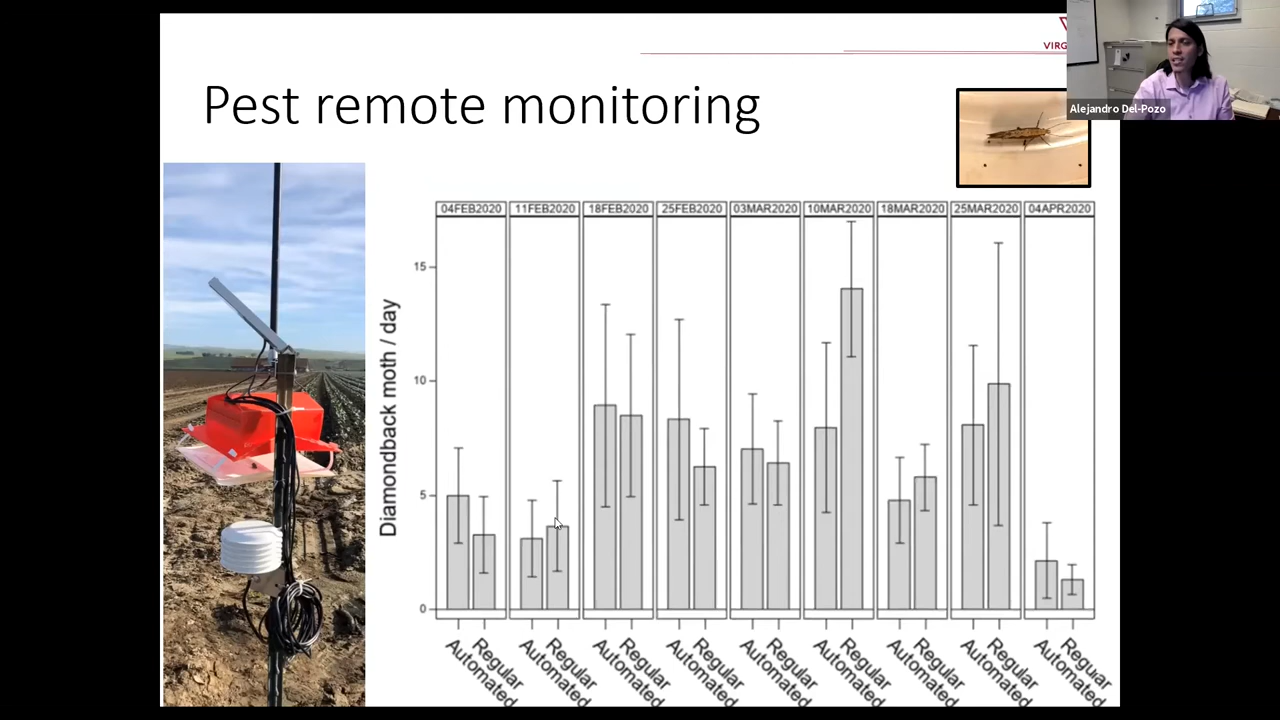 VIRG
Alejandro Del-Pozo
Pest remote monitoring
04FEB2020 11FEB2020 18FEB2020 25FEB2020 03MAR2020 10MAR2020 18MAR2020 25MAR2020 04APR2020
15
10
5
0
Diamondback moth / day
Automated Regular Automated Regular Automated Regular Automated Regular Automated Regular Automated Regular Automated Regular Automated Regular Automated Regular